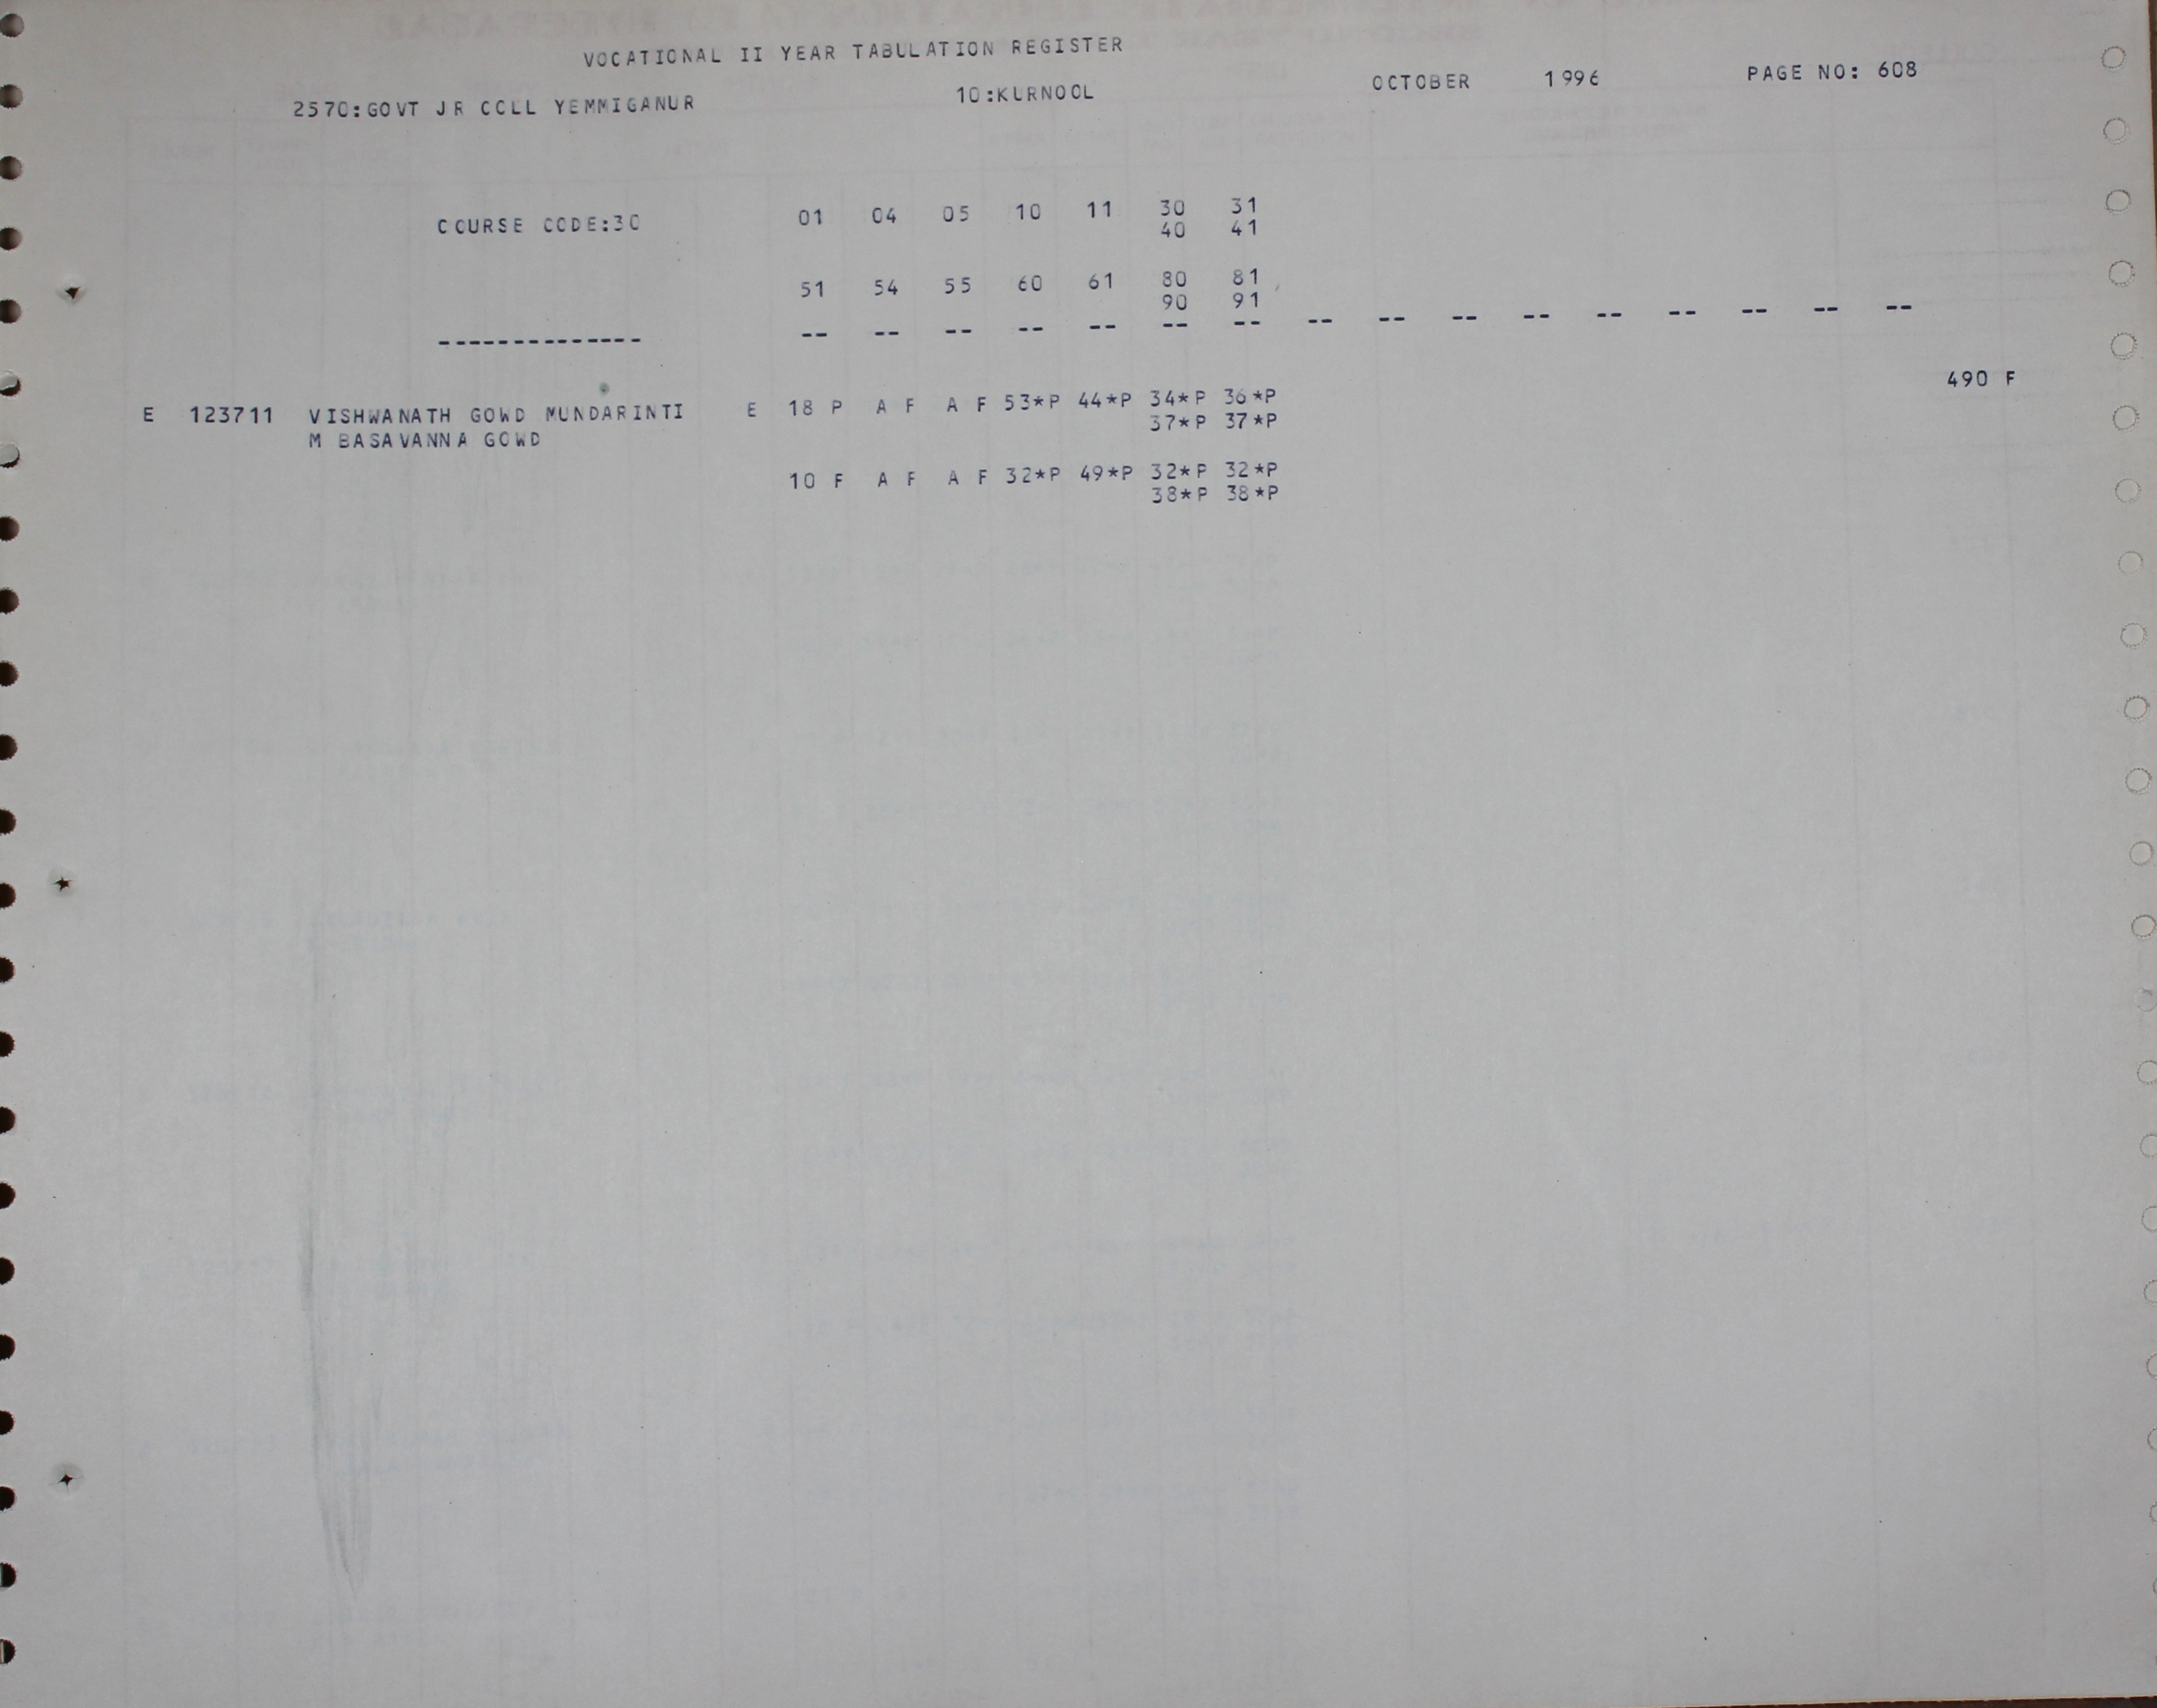 VOCATIONAL II YEAR TABULATION REGISTER
2570:GOVT JR CCLL YEMMIGANUR 10:KURNOOL OCTOBER 1996 PAGE NO: 608
COURSE CODE:30 01 04 05 10 11 30 31
40 41
51 54 55 60 61 80 81
90 91
-------------- -- -- -- -- -- -- -- -- -- -- -- -- -- -- -- --
490 F
E 123711 VISHWANATH GOWD MUNDARINTI E 18 P A F A F 53*P 44*P 34*P 36*P
M BASAVANNA GOWD 37*P 37*P
10 F A F A F 32*P 49*P 32*P 32*P
38*P 38*P